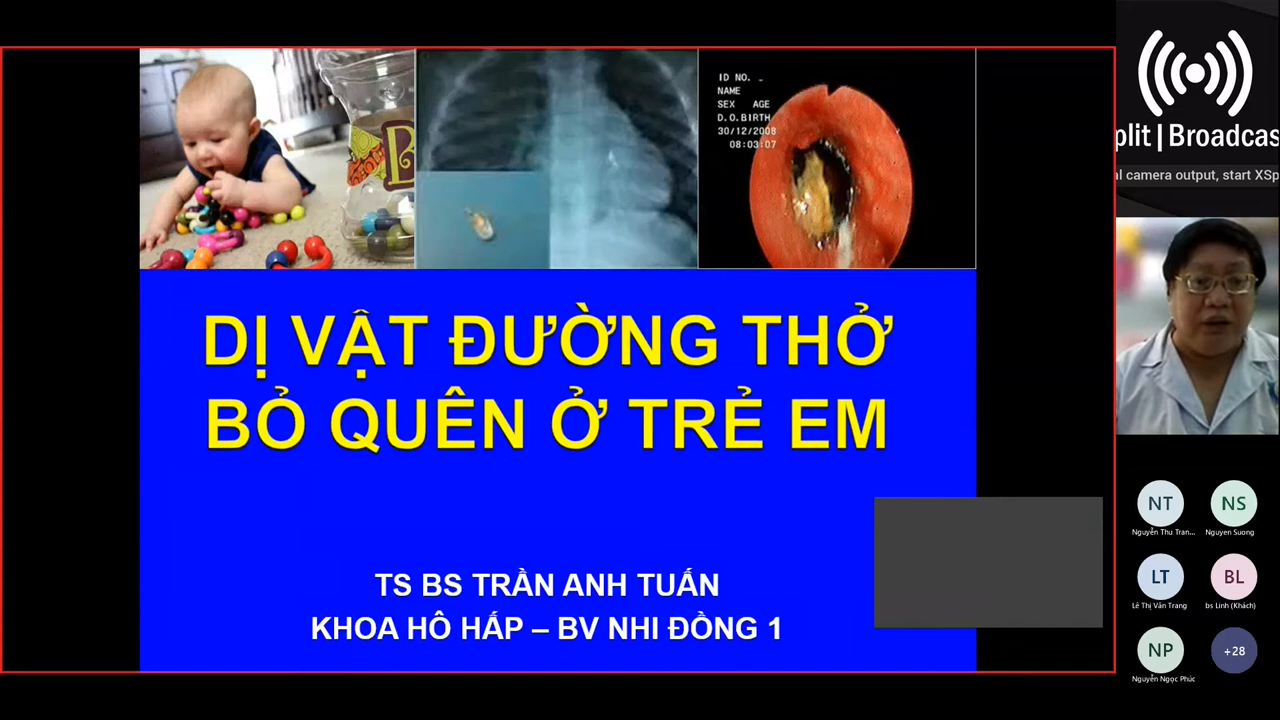 ID NO. _
NAME
SEX AGE
D.O.BIRTH
30/12/2008
08:03:07
DỊ VẬT ĐƯỜNG THỞ
BỎ QUÊN Ở TRẺ EM
TS BS TRẦN ANH TUẤN
KHOA HÔ HẤP – BV NHI ĐỒNG 1
plit | Broadcas
al camera output, start XSp
NT
NS
Nguyễn Thu Tran...
Nguyen Suong
LT
BL
Lê Thị Vân Trang
bs Linh (Khách)
NP
+28
Nguyễn Ngọc Phúc